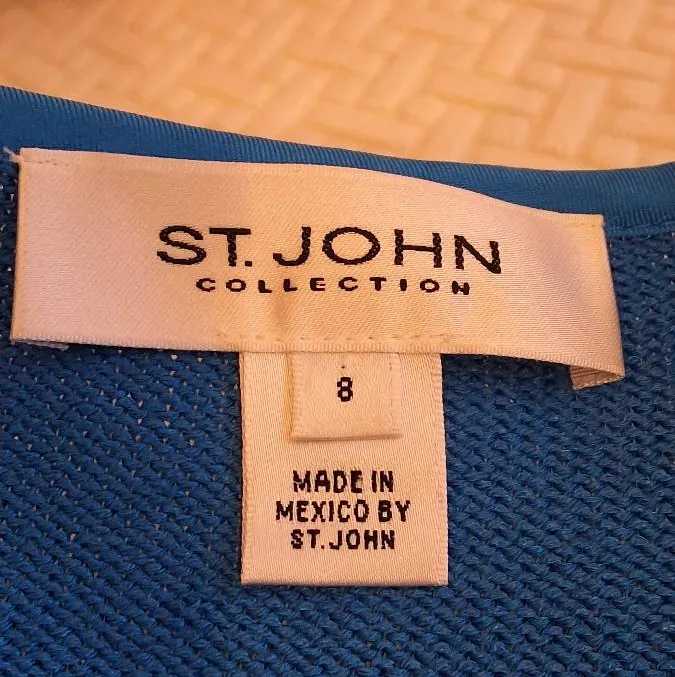 ST. JOHN
COLLECTION
8
MADE IN
MEXICO BY
ST. JOHN